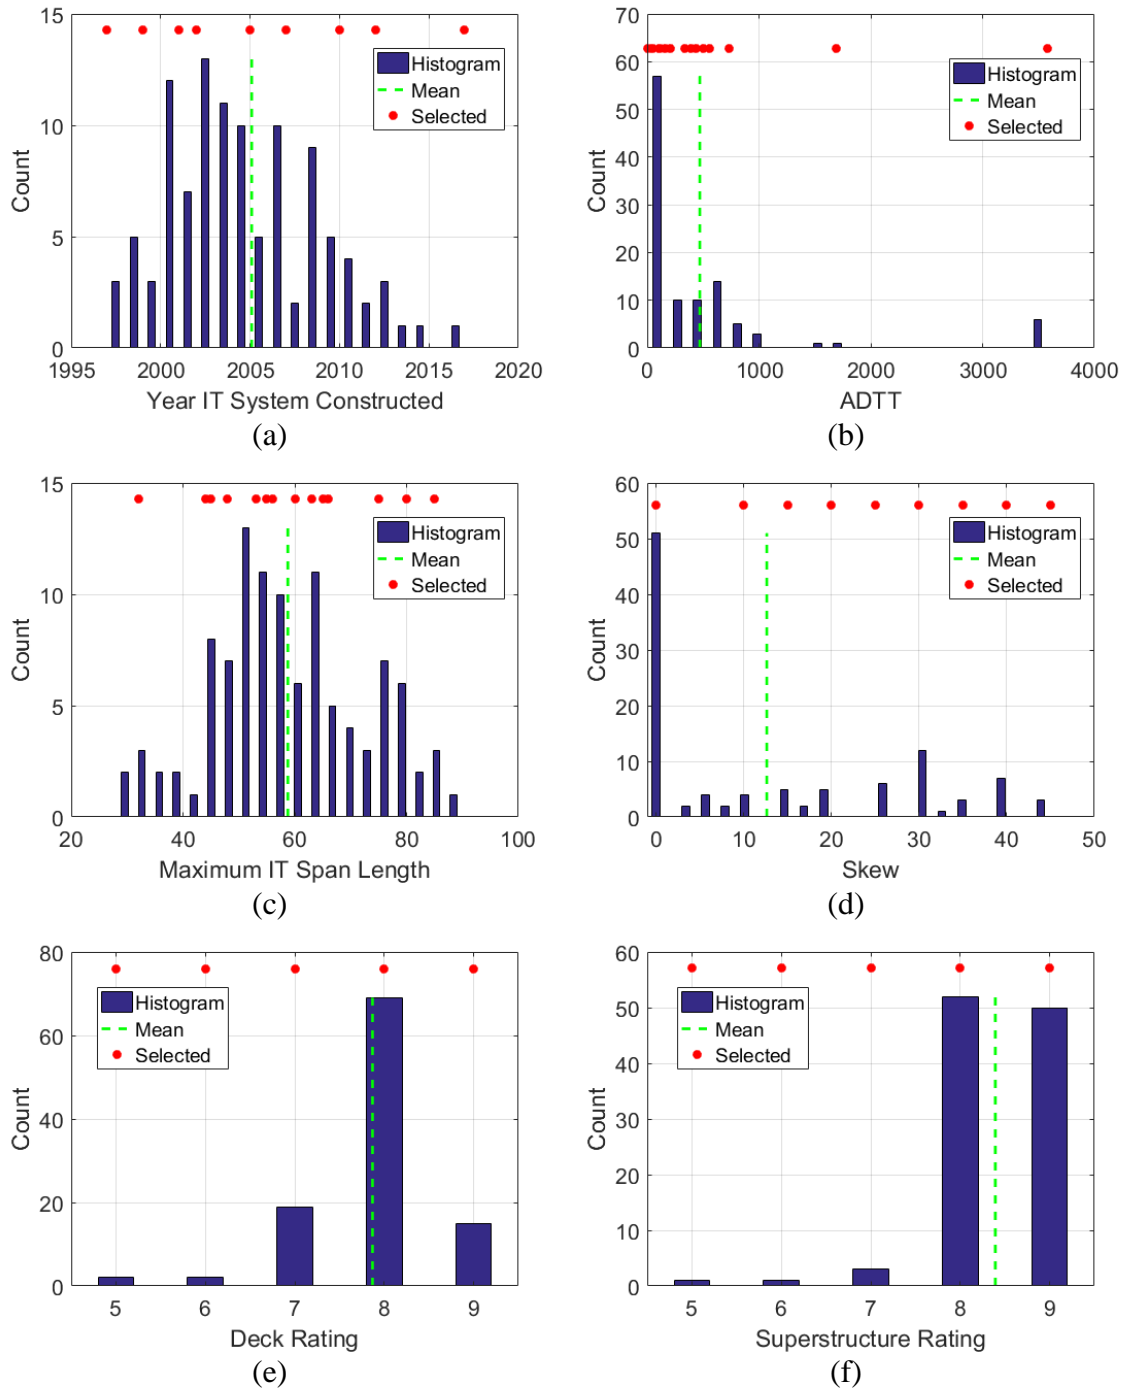 15
10
5
0
1995 2000 2005 2010 2015 2020
Count
Year IT System Constructed
Histogram
Mean
Selected
(a)
70
60
50
40
30
20
10
0
0 1000 2000 3000 4000
Count
ADTT
Histogram
Mean
Selected
(b)
15
10
5
0
20 40 60 80 100
Count
Maximum IT Span Length
Histogram
Mean
Selected
(c)
60
50
40
30
20
10
0
0 10 20 30 40 50
Count
Skew
Histogram
Mean
Selected
(d)
80
60
40
20
0
5 6 7 8 9
Count
Deck Rating
Histogram
Mean
Selected
(e)
60
50
40
30
20
10
0
5 6 7 8 9
Count
Superstructure Rating
Histogram
Mean
Selected
(f)